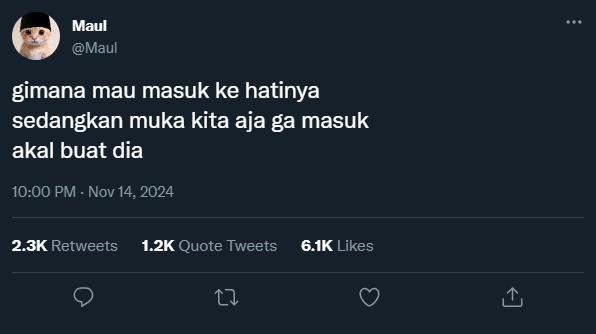 Maul
@Maul
gimana mau masuk ke hatinya
sedangkan muka kita aja ga masuk
akal buat dia
10:00 PM · Nov 14, 2024
2.3K Retweets 1.2K Quote Tweets 6.1K Likes